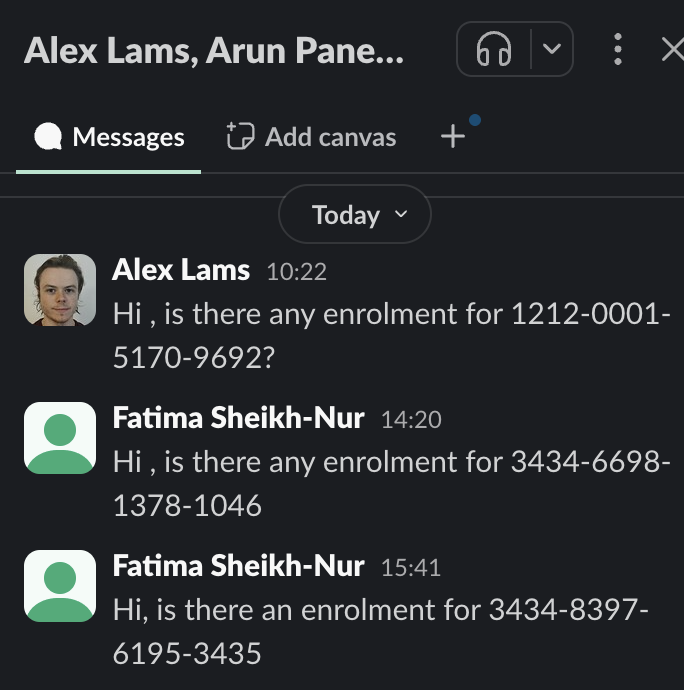 Alex Lams, Arun Pane...
Messages
Add canvas
Today
Alex Lams 10:22
Hi , is there any enrolment for 1212-0001-
5170-9692?
Fatima Sheikh-Nur 14:20
Hi , is there any enrolment for 3434-6698-
1378-1046
Fatima Sheikh-Nur 15:41
Hi, is there an enrolment for 3434-8397-
6195-3435